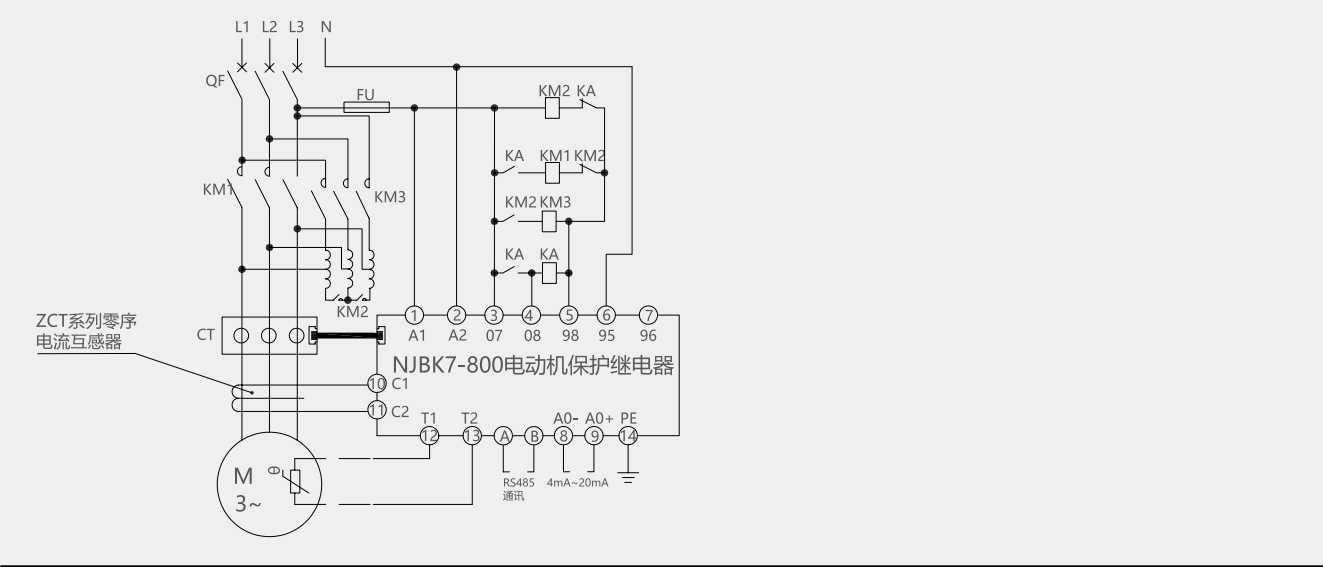 L1 L2 L3 N
QF
FU
KM2 KA
KA KM1 KM2
KM1
KM3
KM2 KM3
KA KA
KM2
ZCT系列零序
电流互感器
CT
1 2 3 4 5 6 7
A1 A2 07 08 98 95 96
NJBK7-800电动机保护继电器
10 C1
11 C2
T1 T2 A0- A0+ PE
12 13 A B 8 9 14
M
3~
θ
RS485
通讯
4mA~20mA